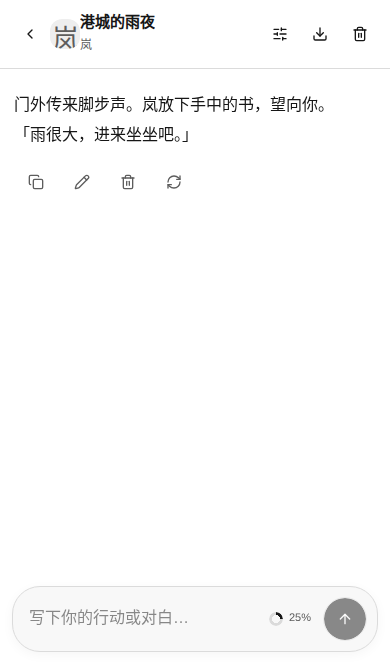 港城的雨夜
岚
岚
门外传来脚步声。岚放下手中的书，望向你。
「雨很大，进来坐坐吧。」
写下你的行动或对白…
25%